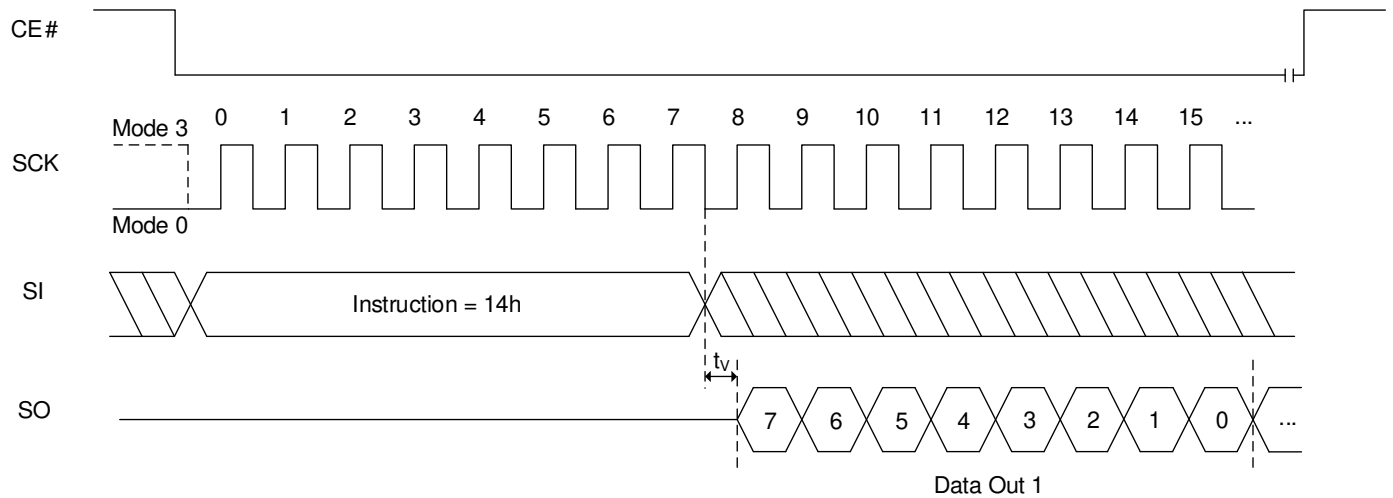 CE#
0 1 2 3 4 5 6 7 8 9 10 11 12 13 14 15 ...
Mode 3
SCK
Mode 0
SI
Instruction = 14h
tV
SO
7 6 5 4 3 2 1 0 ...
Data Out 1